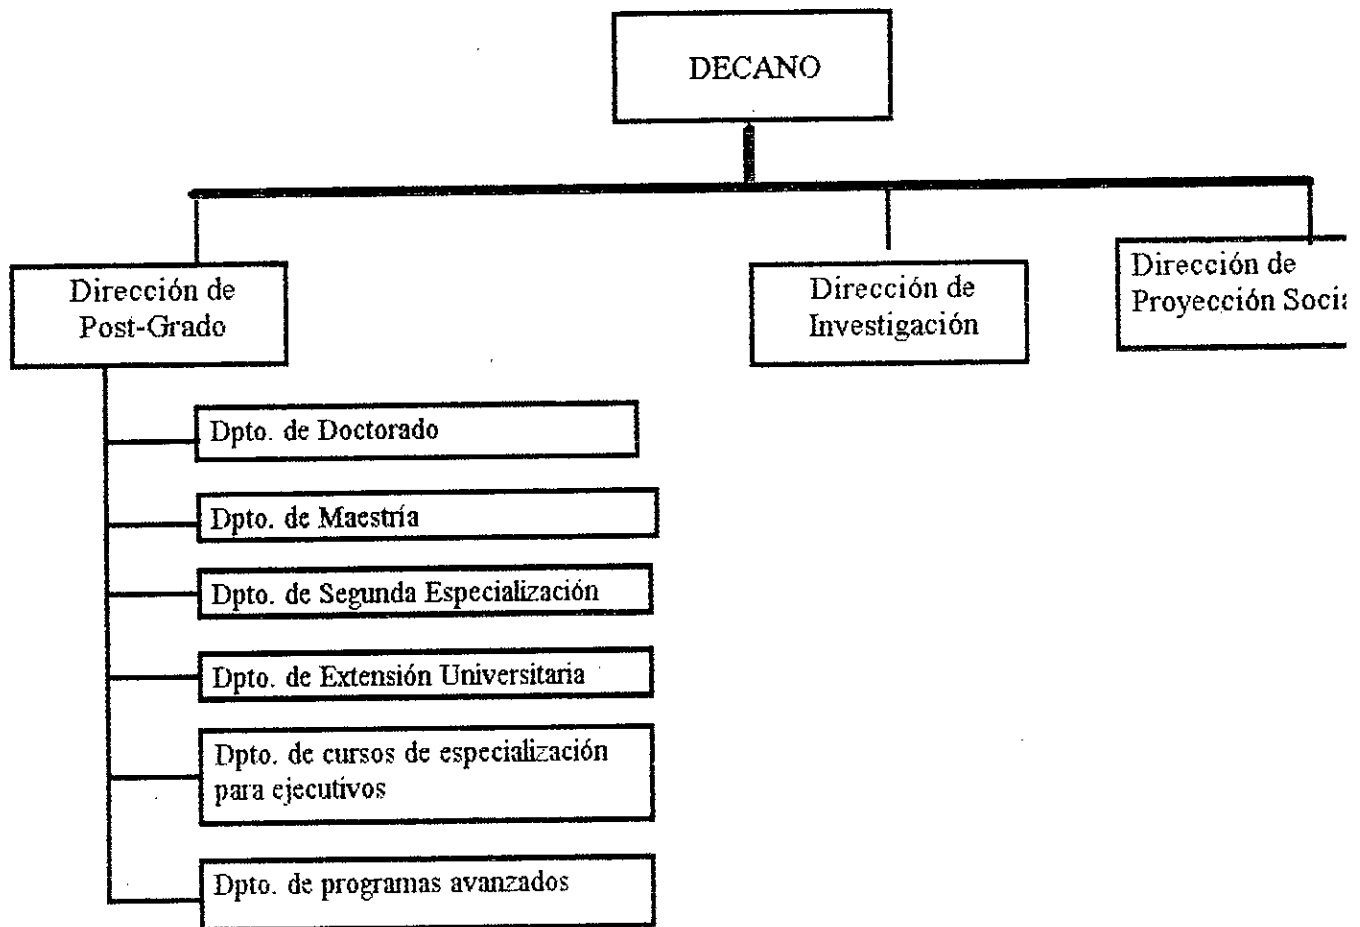 DECANO
Dirección de
Post-Grado
Dirección de
Investigación
Dirección de
Proyección Socia
Dpto. de Doctorado
Dpto. de Maestría
Dpto. de Segunda Especialización
Dpto. de Extensión Universitaria
Dpto. de cursos de especialización
para ejecutivos
Dpto. de programas avanzados